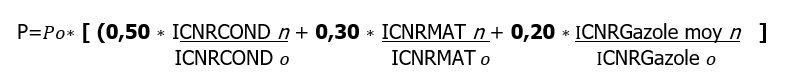 P=Po* [ (0,50 * ICNRCOND n + 0,30 * ICNRMAT n + 0,20 * ICNRGazole moy n ]
ICNRCOND o ICNRMAT o ICNRGazole o